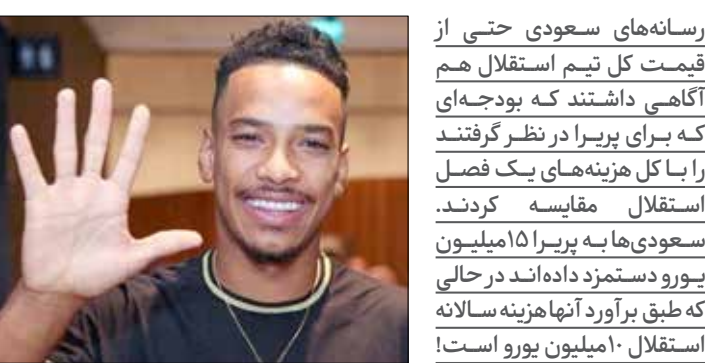 رسانه‌های سعودی حتی از
قیمت کل تیم استقلال هم
آگاهی داشتند که بودجه‌ای
که برای پریرا در نظر گرفتند
را با کل هزینه‌های یک فصل
استقلال مقایسه کردند.
سعودی‌ها به پریرا ۱۵میلیون
یورو دستمزد داده‌اند در حالی
که طبق برآورد آنها هزینه سالانه
استقلال ۱۰میلیون یورو است!